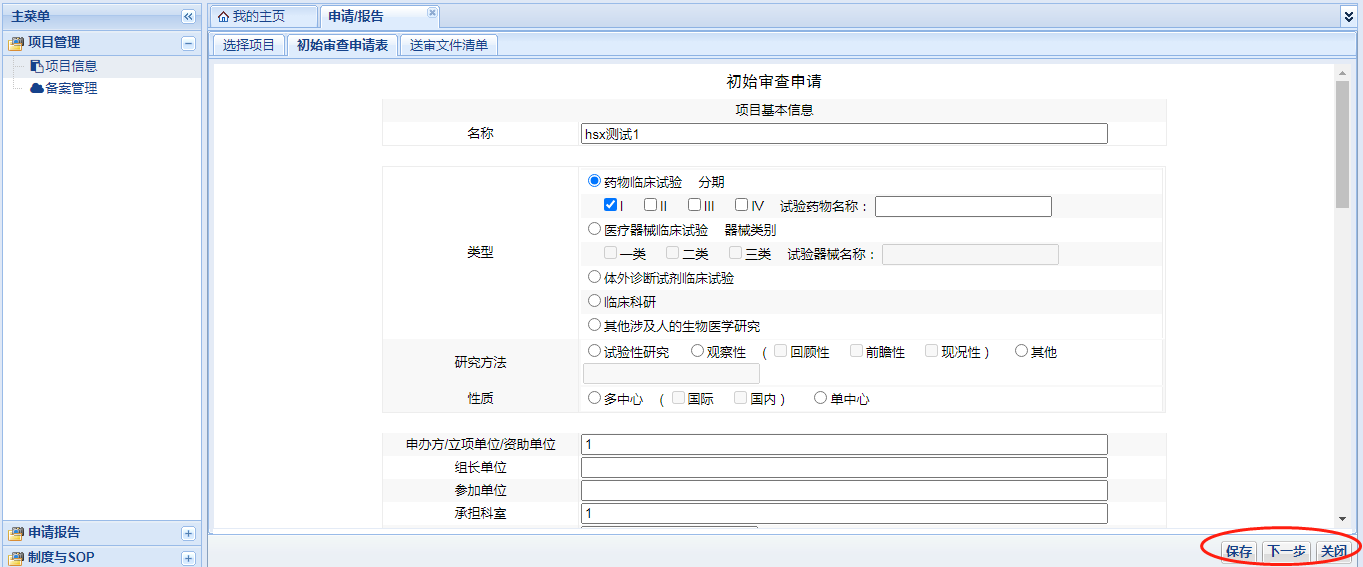 主菜单
项目管理
项目信息
备案管理
申请报告
制度与SOP
我的主页 申请/报告
选择项目 初始审查申请表 送审文件清单
初始审查申请
项目基本信息
名称 hsx测试1
类型
药物临床试验 分期
I II III IV 试验药物名称：
医疗器械临床试验 器械类别
一类 二类 三类 试验器械名称：
体外诊断试剂临床试验
临床科研
其他涉及人的生物医学研究
研究方法 试验性研究 观察性 ( 回顾性 前瞻性 现况性 ) 其他
性质 多中心 ( 国际 国内 ) 单中心
申办方/立项单位/资助单位 1
组长单位
参加单位
承担科室 1
保存 下一步 关闭